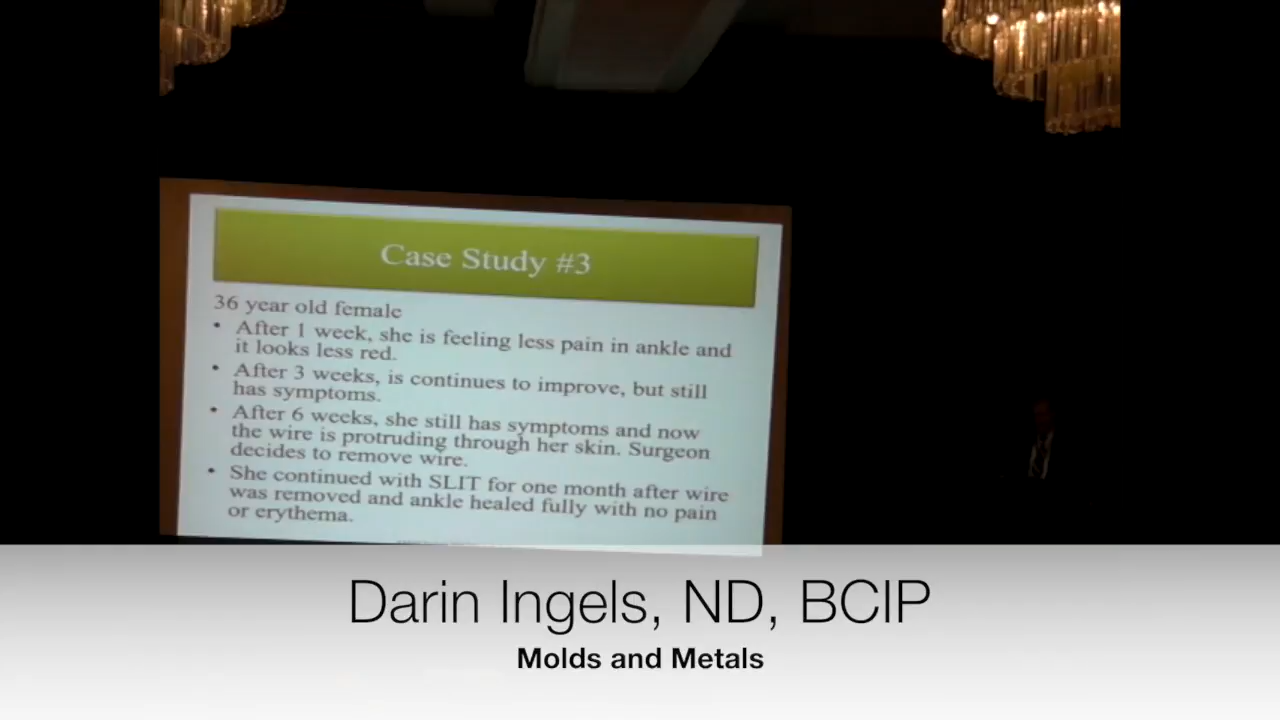 Case Study #3
36 year old female
• After 1 week, she is feeling less pain in ankle and
it looks less red.
• After 3 weeks, is continues to improve, but still
has symptoms.
• After 6 weeks, she still has symptoms and now
the wire is protruding through her skin. Surgeon
decides to remove wire.
• She continued with SLIT for one month after wire
was removed and ankle healed fully with no pain
or erythema.
Darin Ingels, ND, BCIP
Molds and Metals